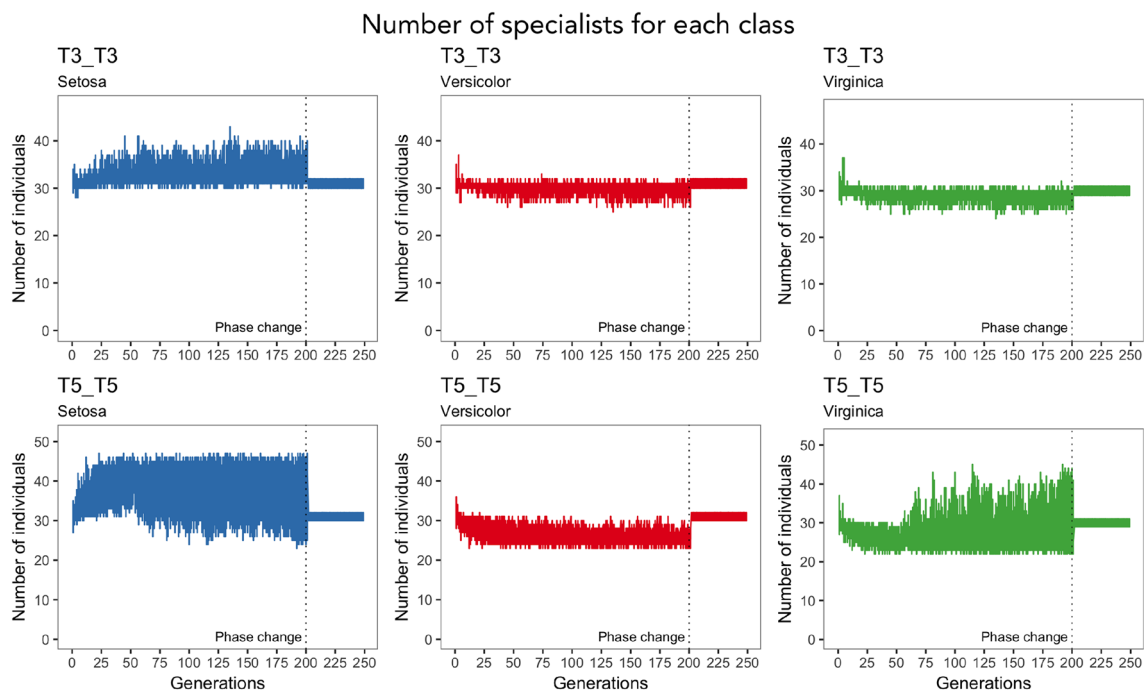 Number of specialists for each class
T3_T3
Setosa
Number of individuals
40
30
20
10
0
Phase change
0 25 50 75 100 125 150 175 200 225 250
T3_T3
Versicolor
Number of individuals
40
30
20
10
0
Phase change
0 25 50 75 100 125 150 175 200 225 250
T3_T3
Virginica
Number of individuals
40
30
20
10
0
Phase change
0 25 50 75 100 125 150 175 200 225 250
T5_T5
Setosa
Number of individuals
50
40
30
20
10
0
Phase change
0 25 50 75 100 125 150 175 200 225 250
Generations
T5_T5
Versicolor
Number of individuals
50
40
30
20
10
0
Phase change
0 25 50 75 100 125 150 175 200 225 250
Generations
T5_T5
Virginica
Number of individuals
50
40
30
20
10
0
Phase change
0 25 50 75 100 125 150 175 200 225 250
Generations